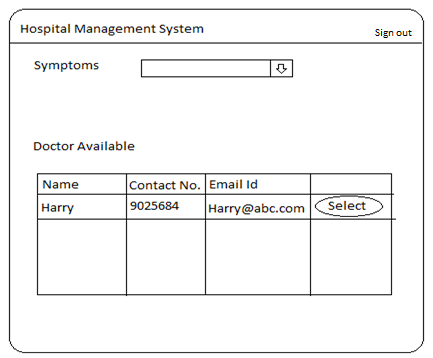 Hospital Management System
Sign out
Symptoms
Doctor Available
Name Contact No. Email Id
Harry 9025684 Harry@abc.com Select